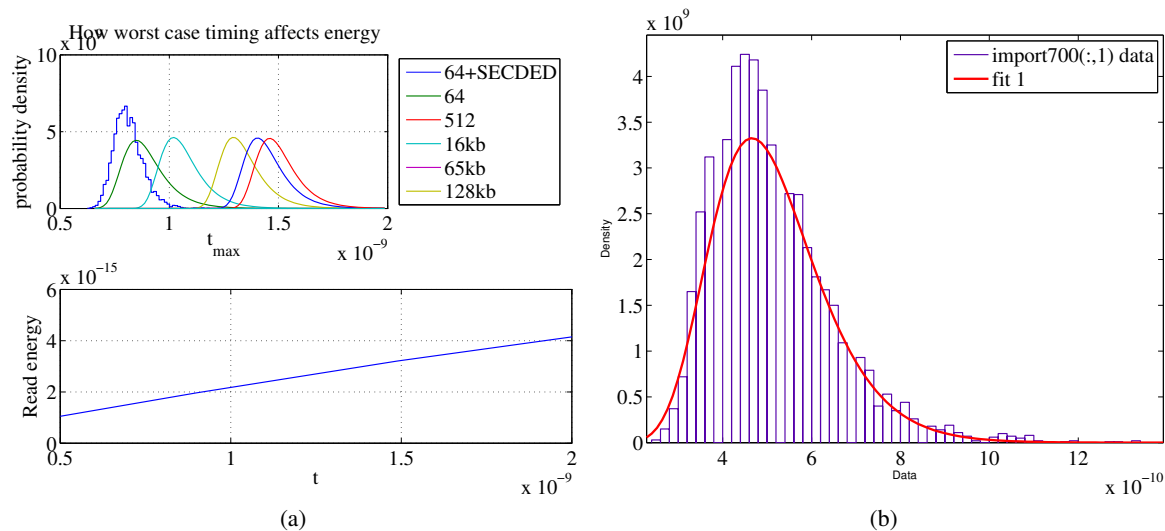 How worst case timing affects energy
x 10
10
5
0
0.5 1 1.5 2
x 10^-9
t_max
probability density
64+SECDED
64
512
16kb
65kb
128kb
x 10^-15
6
4
2
0
0.5 1 1.5 2
x 10^-9
t
Read energy
(a)
x 10^9
4
3.5
3
2.5
2
1.5
1
0.5
0
4 6 8 10 12
x 10^-10
Density
Data
import700(:,1) data
fit 1
(b)